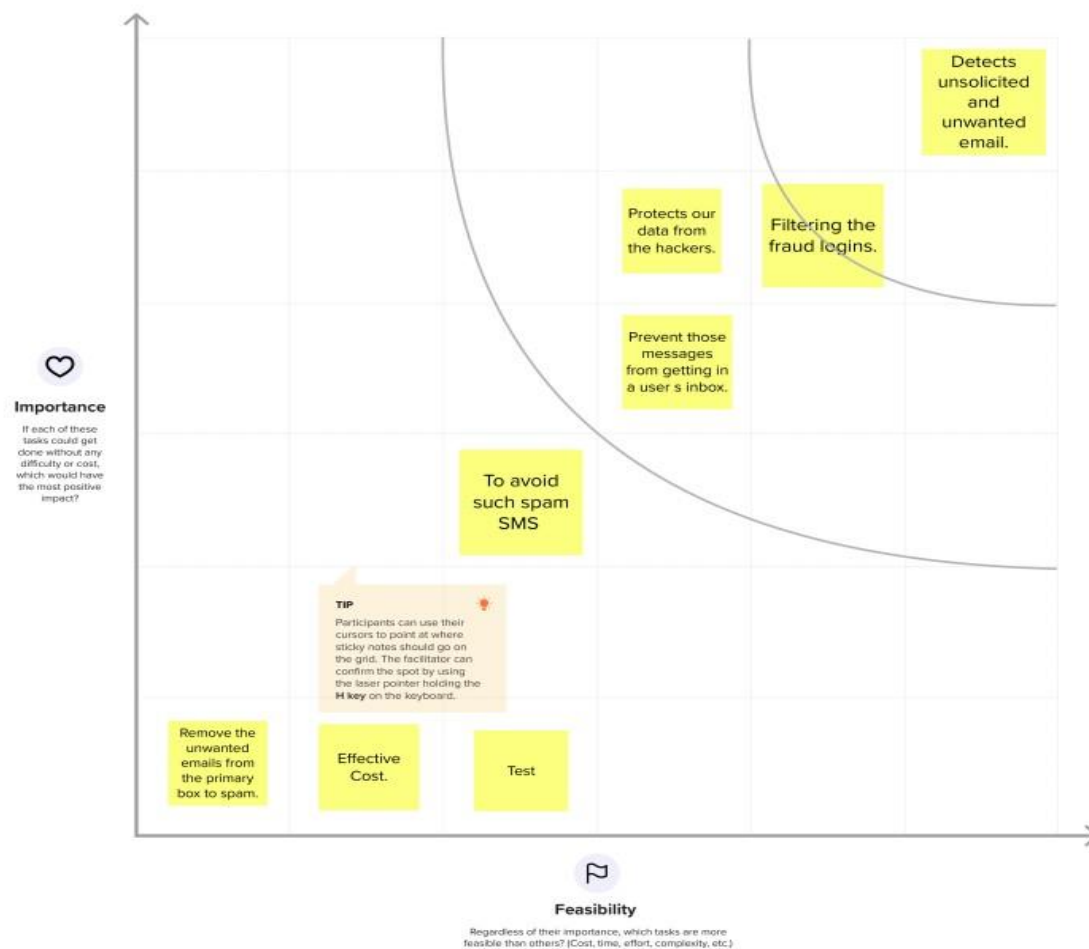 Detects
unsolicited
and
unwanted
email.
Protects our
data from
the hackers.
Filtering the
fraud logins.
Prevent those
messages
from getting in
a user s inbox.
Importance
If each of these
tasks could get
done without any
difficulty or cost,
which would have
the most positive
impact?
To avoid
such spam
SMS
TIP
Participants can use their
cursors to point at where
sticky notes should go on
the grid. The facilitator can
confirm the spot by using
the laser pointer holding the
H key on the keyboard.
Remove the
unwanted
emails from
the primary
box to spam.
Effective
Cost.
Test
Feasibility
Regardless of their importance, which tasks are more
feasible than others? (Cost, time, effort, complexity, etc.)